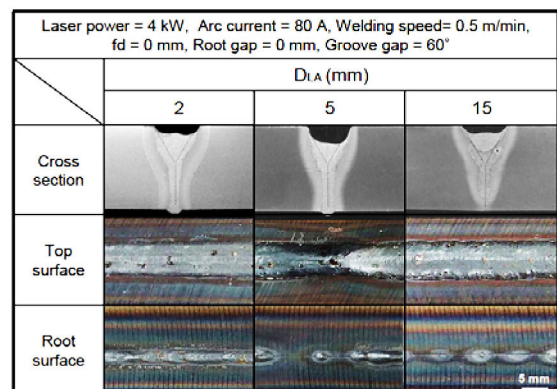 Laser power = 4 kW, Arc current = 80 A, Welding speed= 0.5 m/min,
fd = 0 mm, Root gap = 0 mm, Groove gap = 60°
DLA (mm)
2 5 15
Cross
section
Top
surface
Root
surface
5 mm